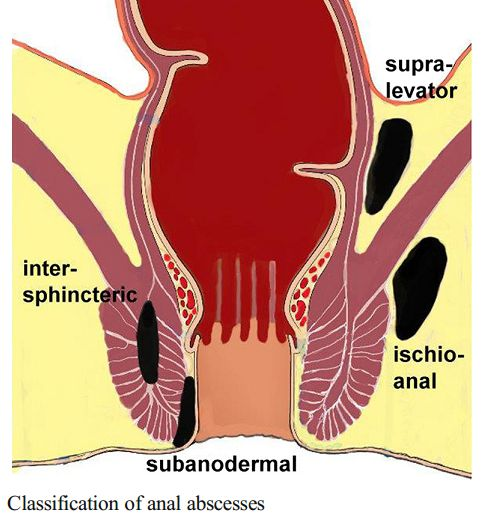 supra-
levator
inter-
sphincteric
ischio-
anal
subanodermal
Classification of anal abscesses